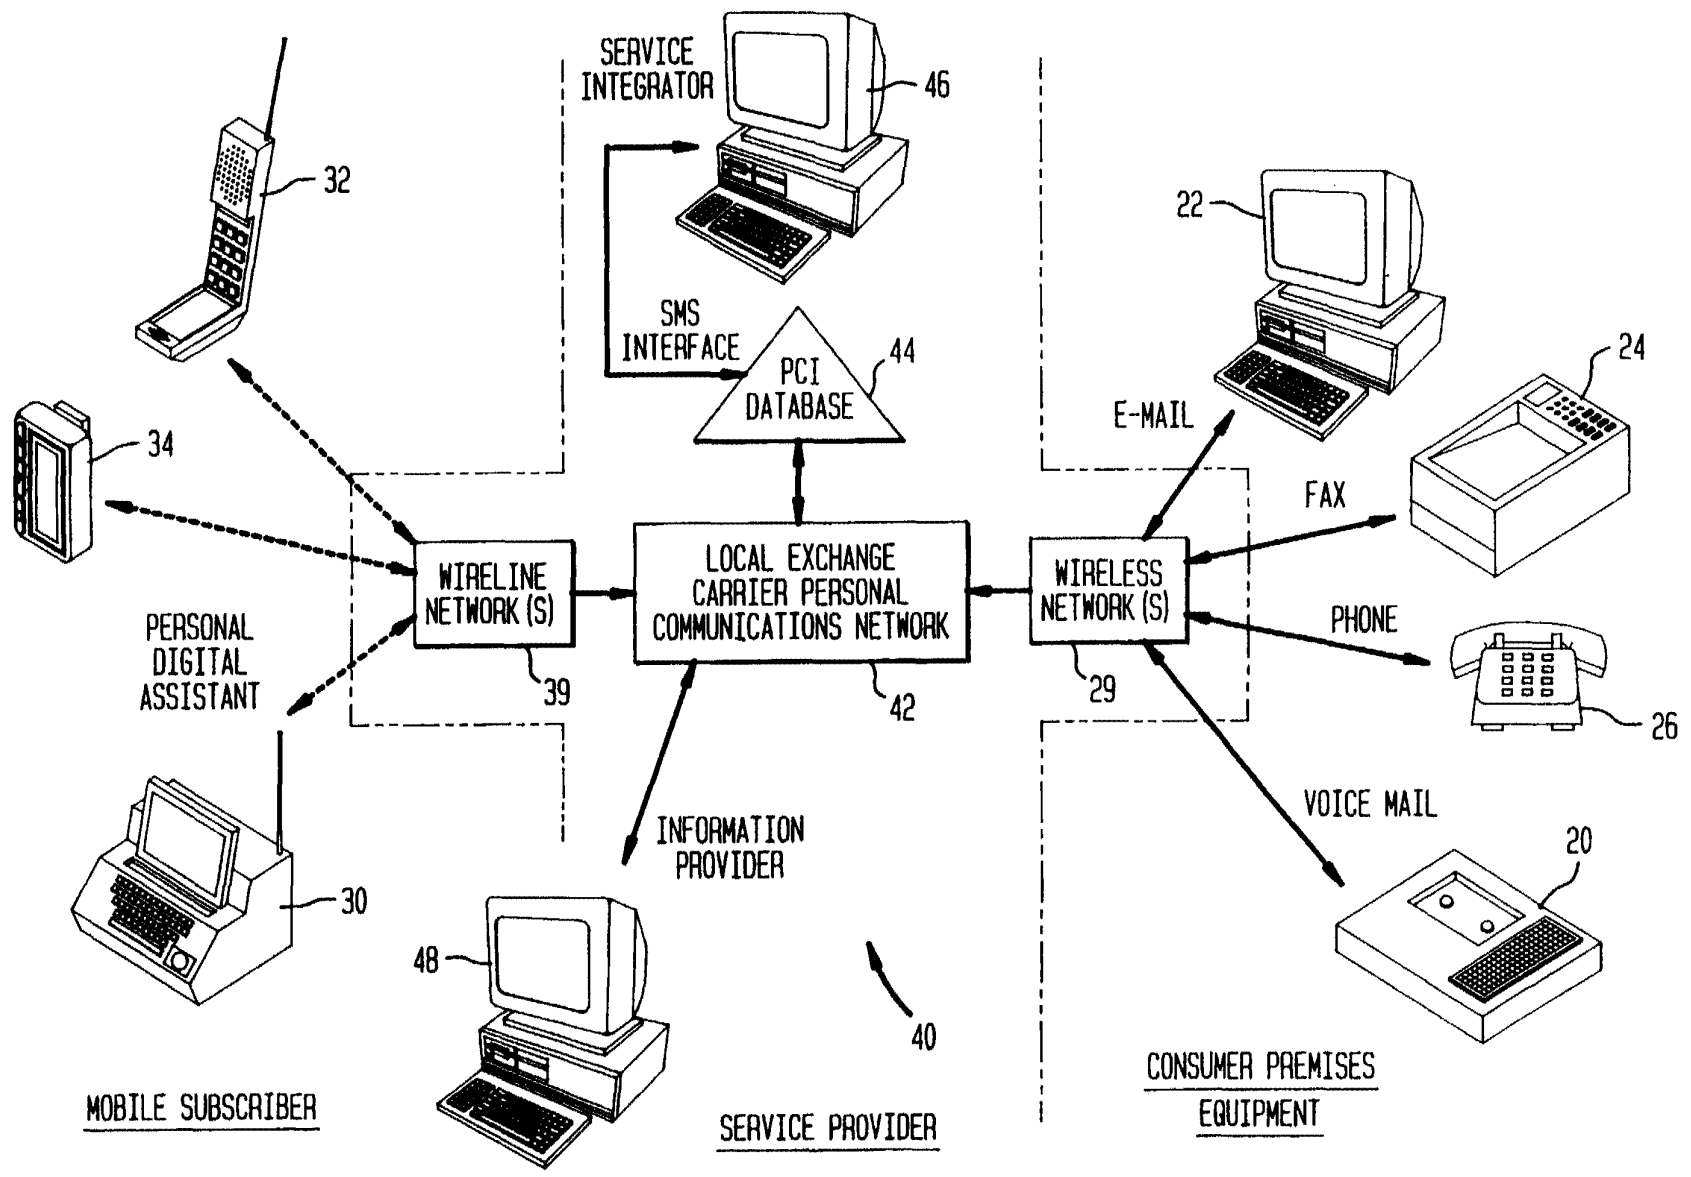 SERVICE
INTEGRATOR
46
32
22
SMS
INTERFACE
44
PCI
DATABASE
24
E-MAIL
34
FAX
LOCAL EXCHANGE
CARRIER PERSONAL
COMMUNICATIONS NETWORK
WIRELINE
NETWORK(S)
WIRELESS
NETWORK(S)
PHONE
PERSONAL
DIGITAL
ASSISTANT
39
42
29
26
VOICE MAIL
INFORMATION
PROVIDER
20
30
48
40
MOBILE SUBSCRIBER
SERVICE PROVIDER
CONSUMER PREMISES
EQUIPMENT